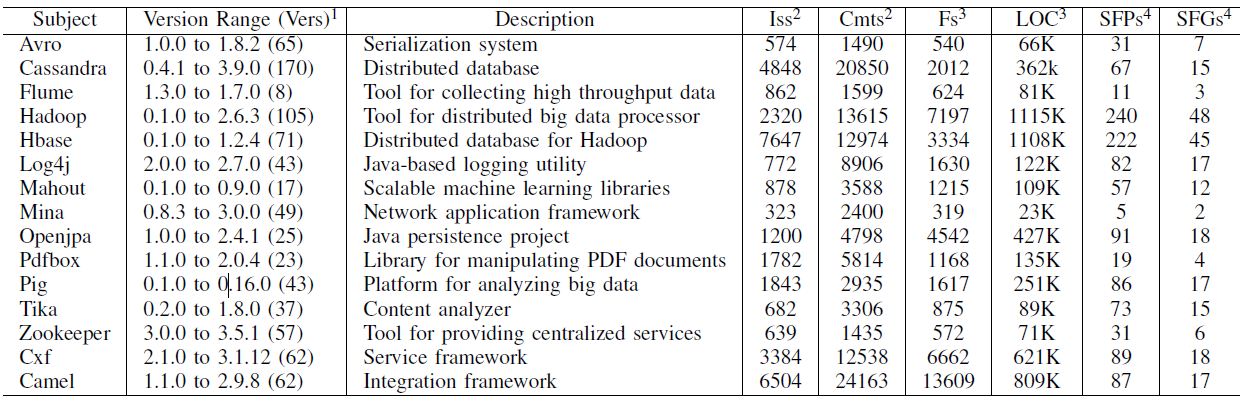 Subject Version Range (Vers)1 Description Iss2 Cmts2 Fs3 LOC3 SFPs4 SFGs4
Avro 1.0.0 to 1.8.2 (65) Serialization system 574 1490 540 66K 31 7
Cassandra 0.4.1 to 3.9.0 (170) Distributed database 4848 20850 2012 362k 67 15
Flume 1.3.0 to 1.7.0 (8) Tool for collecting high throughput data 862 1599 624 81K 11 3
Hadoop 0.1.0 to 2.6.3 (105) Tool for distributed big data processor 2320 13615 7197 1115K 240 48
Hbase 0.1.0 to 1.2.4 (71) Distributed database for Hadoop 7647 12974 3334 1108K 222 45
Log4j 2.0.0 to 2.7.0 (43) Java-based logging utility 772 8906 1630 122K 82 17
Mahout 0.1.0 to 0.9.0 (17) Scalable machine learning libraries 878 3588 1215 109K 57 12
Mina 0.8.3 to 3.0.0 (49) Network application framework 323 2400 319 23K 5 2
Openjpa 1.0.0 to 2.4.1 (25) Java persistence project 1200 4798 4542 427K 91 18
Pdfbox 1.1.0 to 2.0.4 (23) Library for manipulating PDF documents 1782 5814 1168 135K 19 4
Pig 0.1.0 to 0.16.0 (43) Platform for analyzing big data 1843 2935 1617 251K 86 17
Tika 0.2.0 to 1.8.0 (37) Content analyzer 682 3306 875 89K 73 15
Zookeeper 3.0.0 to 3.5.1 (57) Tool for providing centralized services 639 1435 572 71K 31 6
Cxf 2.1.0 to 3.1.12 (62) Service framework 3384 12538 6662 621K 89 18
Camel 1.1.0 to 2.9.8 (62) Integration framework 6504 24163 13609 809K 87 17